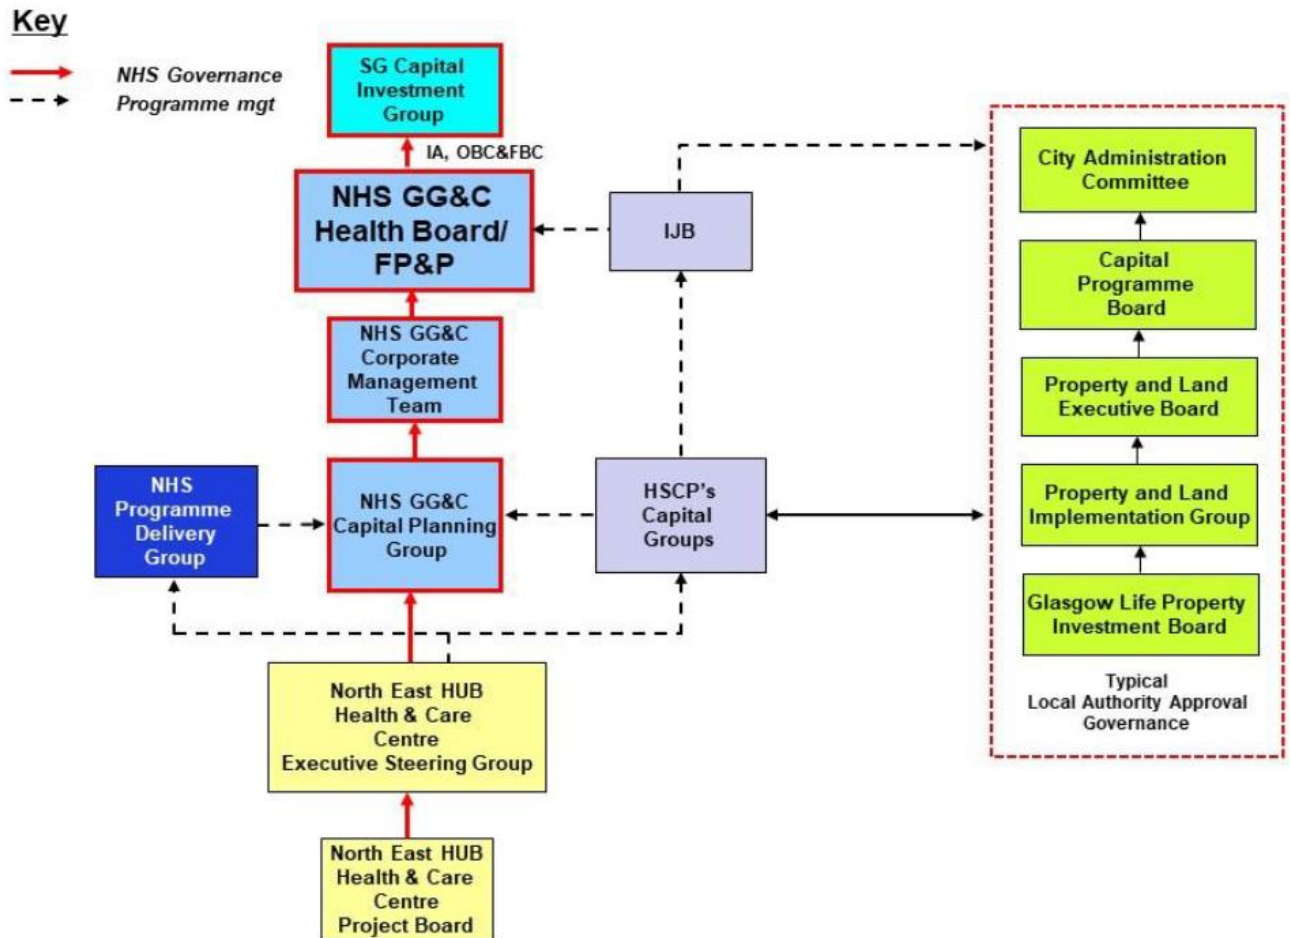 Key
NHS Governance
Programme mgt
SG Capital
Investment
Group
IA, OBC&FBC
NHS GG&C
Health Board/
FP&P
IJB
NHS GG&C
Corporate
Management
Team
NHS
Programme
Delivery
Group
NHS GG&C
Capital Planning
Group
HSCP's
Capital
Groups
North East HUB
Health & Care
Centre
Executive Steering Group
North East HUB
Health & Care
Centre
Project Board
City Administration
Committee
Capital
Programme
Board
Property and Land
Executive Board
Property and Land
Implementation Group
Glasgow Life Property
Investment Board
Typical
Local Authority Approval
Governance